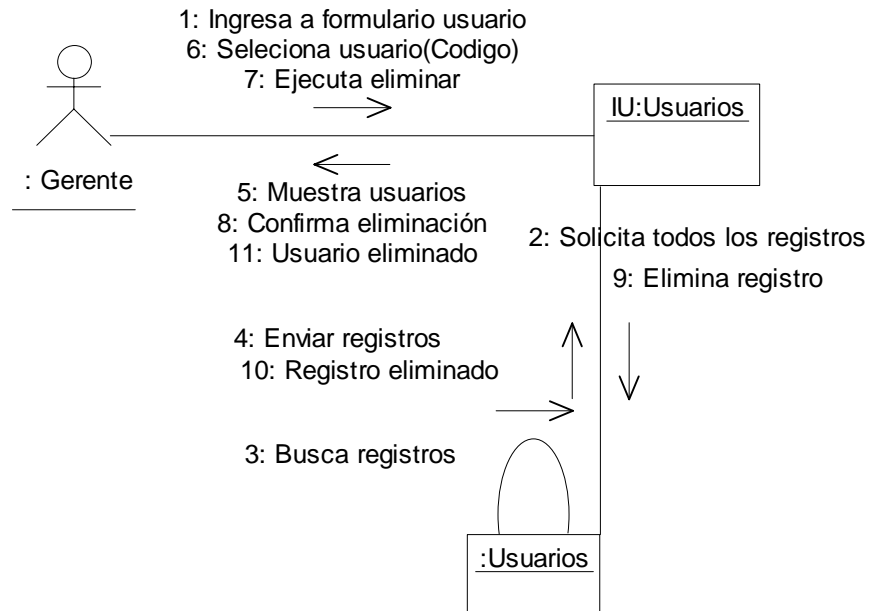 1: Ingresa a formulario usuario
6: Seleciona usuario(Codigo)
7: Ejecuta eliminar
IU:Usuarios
: Gerente
5: Muestra usuarios
8: Confirma eliminación
11: Usuario eliminado
2: Solicita todos los registros
9: Elimina registro
4: Enviar registros
10: Registro eliminado
3: Busca registros
:Usuarios